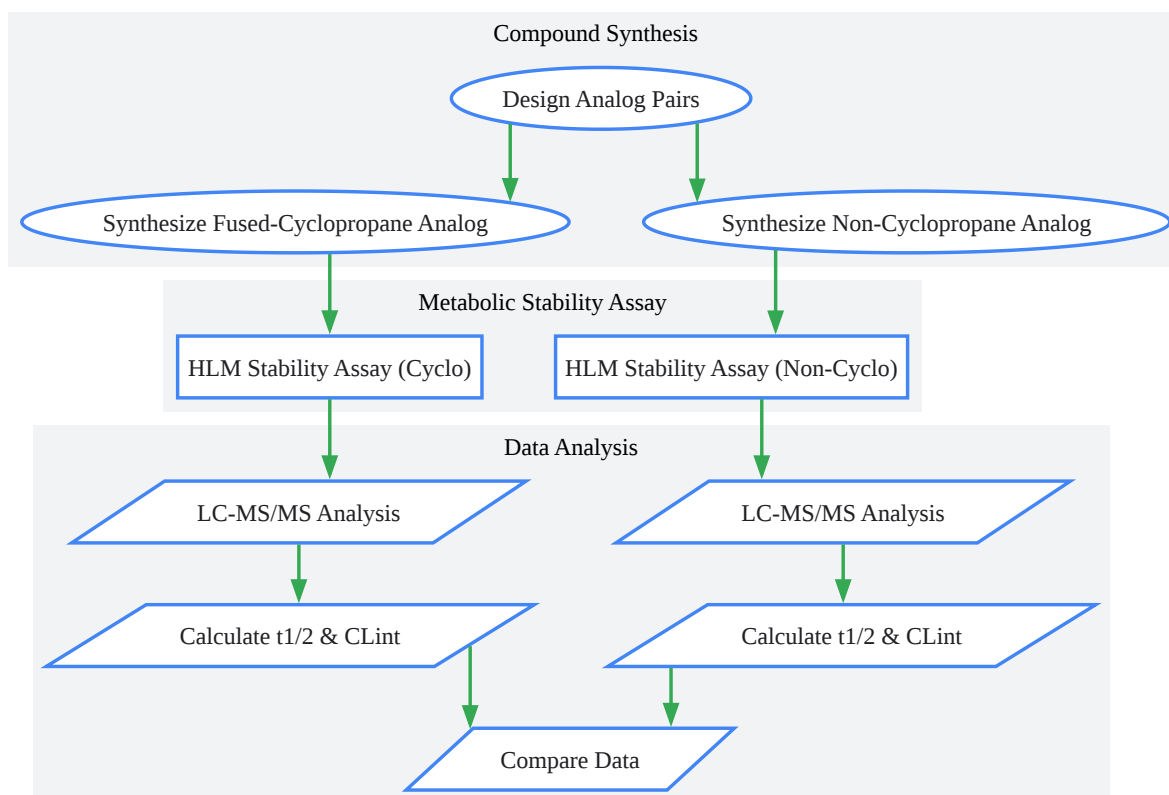 Compound Synthesis
Design Analog Pairs
Synthesize Fused-Cyclopropane Analog
Synthesize Non-Cyclopropane Analog
Metabolic Stability Assay
HLM Stability Assay (Cyclo)
HLM Stability Assay (Non-Cyclo)
Data Analysis
LC-MS/MS Analysis
LC-MS/MS Analysis
Calculate t1/2 & CLint
Calculate t1/2 & CLint
Compare Data